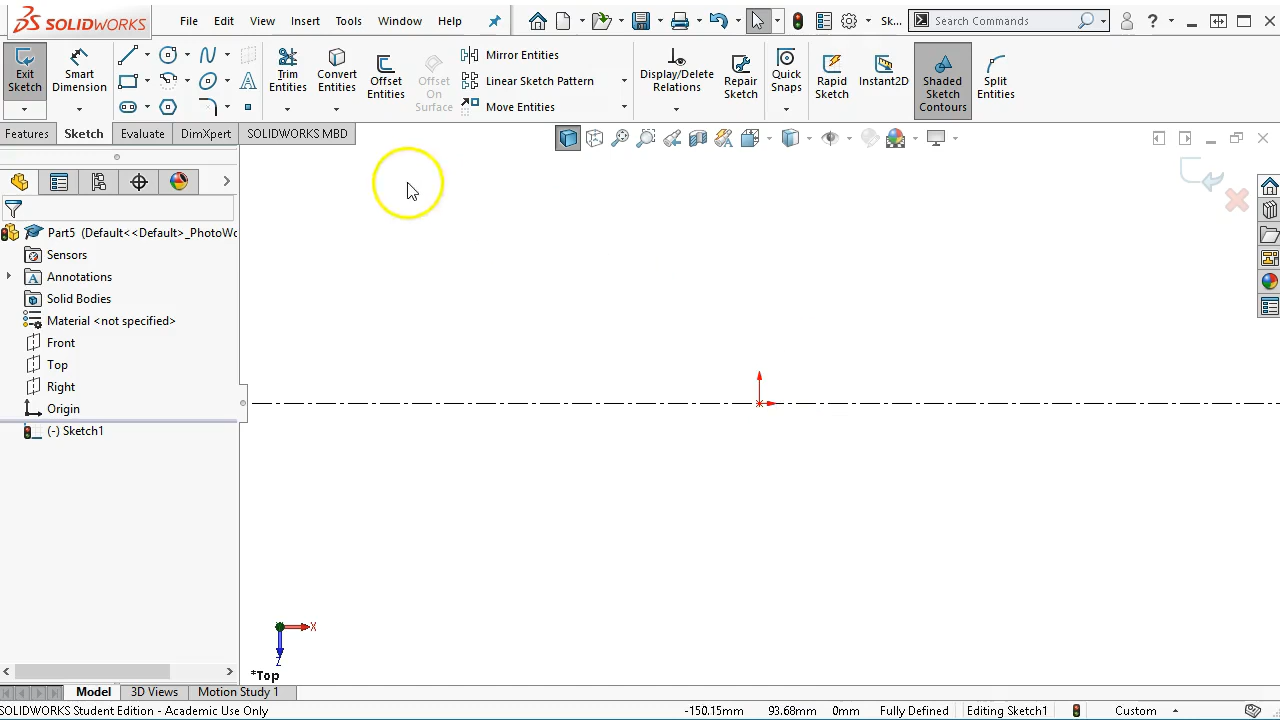 SOLIDWORKS File Edit View Insert Tools Window Help Sk... Search Commands ?
Exit Sketch
Smart Dimension
Trim Entities
Convert Entities
Offset Entities
Offset On Surface
Mirror Entities
Linear Sketch Pattern
Move Entities
Display/Delete Relations
Repair Sketch
Quick Snaps
Rapid Sketch
Instant2D
Shaded Sketch Contours
Split Entities
Features Sketch Evaluate DimXpert SOLIDWORKS MBD
Part5 (Default<<Default>_PhotoWo
Sensors
Annotations
Solid Bodies
Material <not specified>
Front
Top
Right
Origin
(-) Sketch1
X
Z
*Top
Model 3D Views Motion Study 1
SOLIDWORKS Student Edition - Academic Use Only -150.15mm 93.68mm 0mm Fully Defined Editing Sketch1 Custom